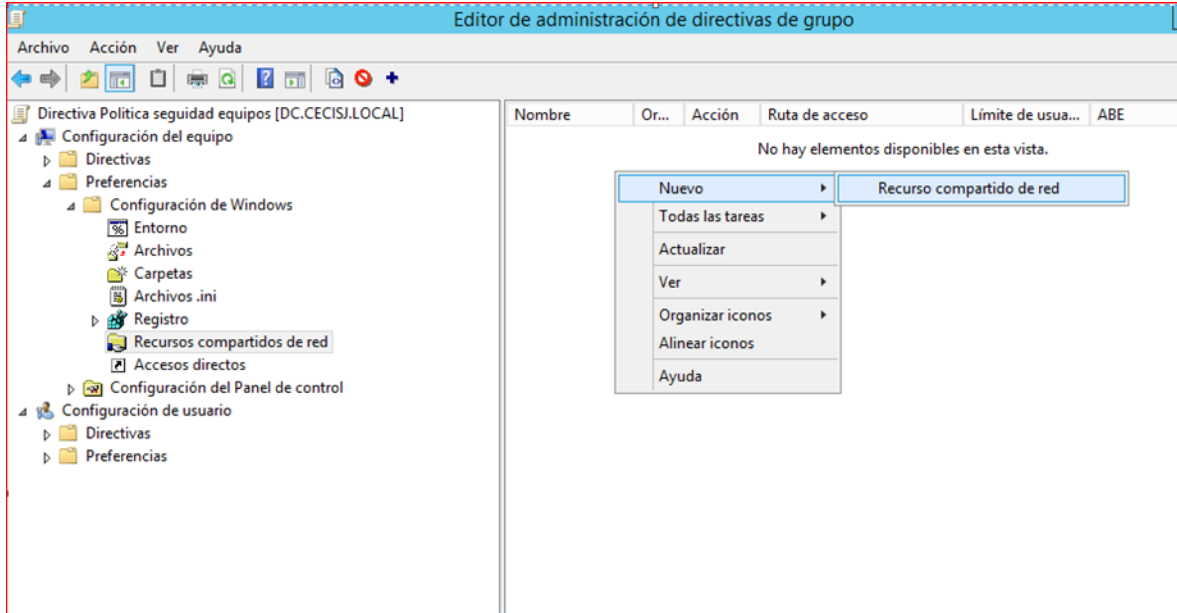 Editor de administración de directivas de grupo
Archivo Acción Ver Ayuda
Directiva Politica seguidad equipos [DC.CECISJ.LOCAL]
Configuración del equipo
Directivas
Preferencias
Configuración de Windows
Entorno
Archivos
Carpetas
Archivos .ini
Registro
Recursos compartidos de red
Accesos directos
Configuración del Panel de control
Configuración de usuario
Directivas
Preferencias
Nombre Or... Acción Ruta de acceso Límite de usua... ABE
No hay elementos disponibles en esta vista.
Nuevo
Todas las tareas
Actualizar
Ver
Organizar iconos
Alinear iconos
Ayuda
Recurso compartido de red